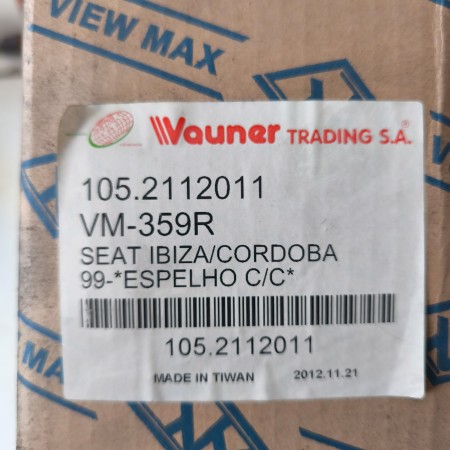 VIEW MAX
Vauner TRADING S.A.®
105.2112011
VM-359R
SEAT IBIZA/CORDOBA
99-*ESPELHO C/C*
105.2112011
MADE IN TIWAN 2012.11.21
MA